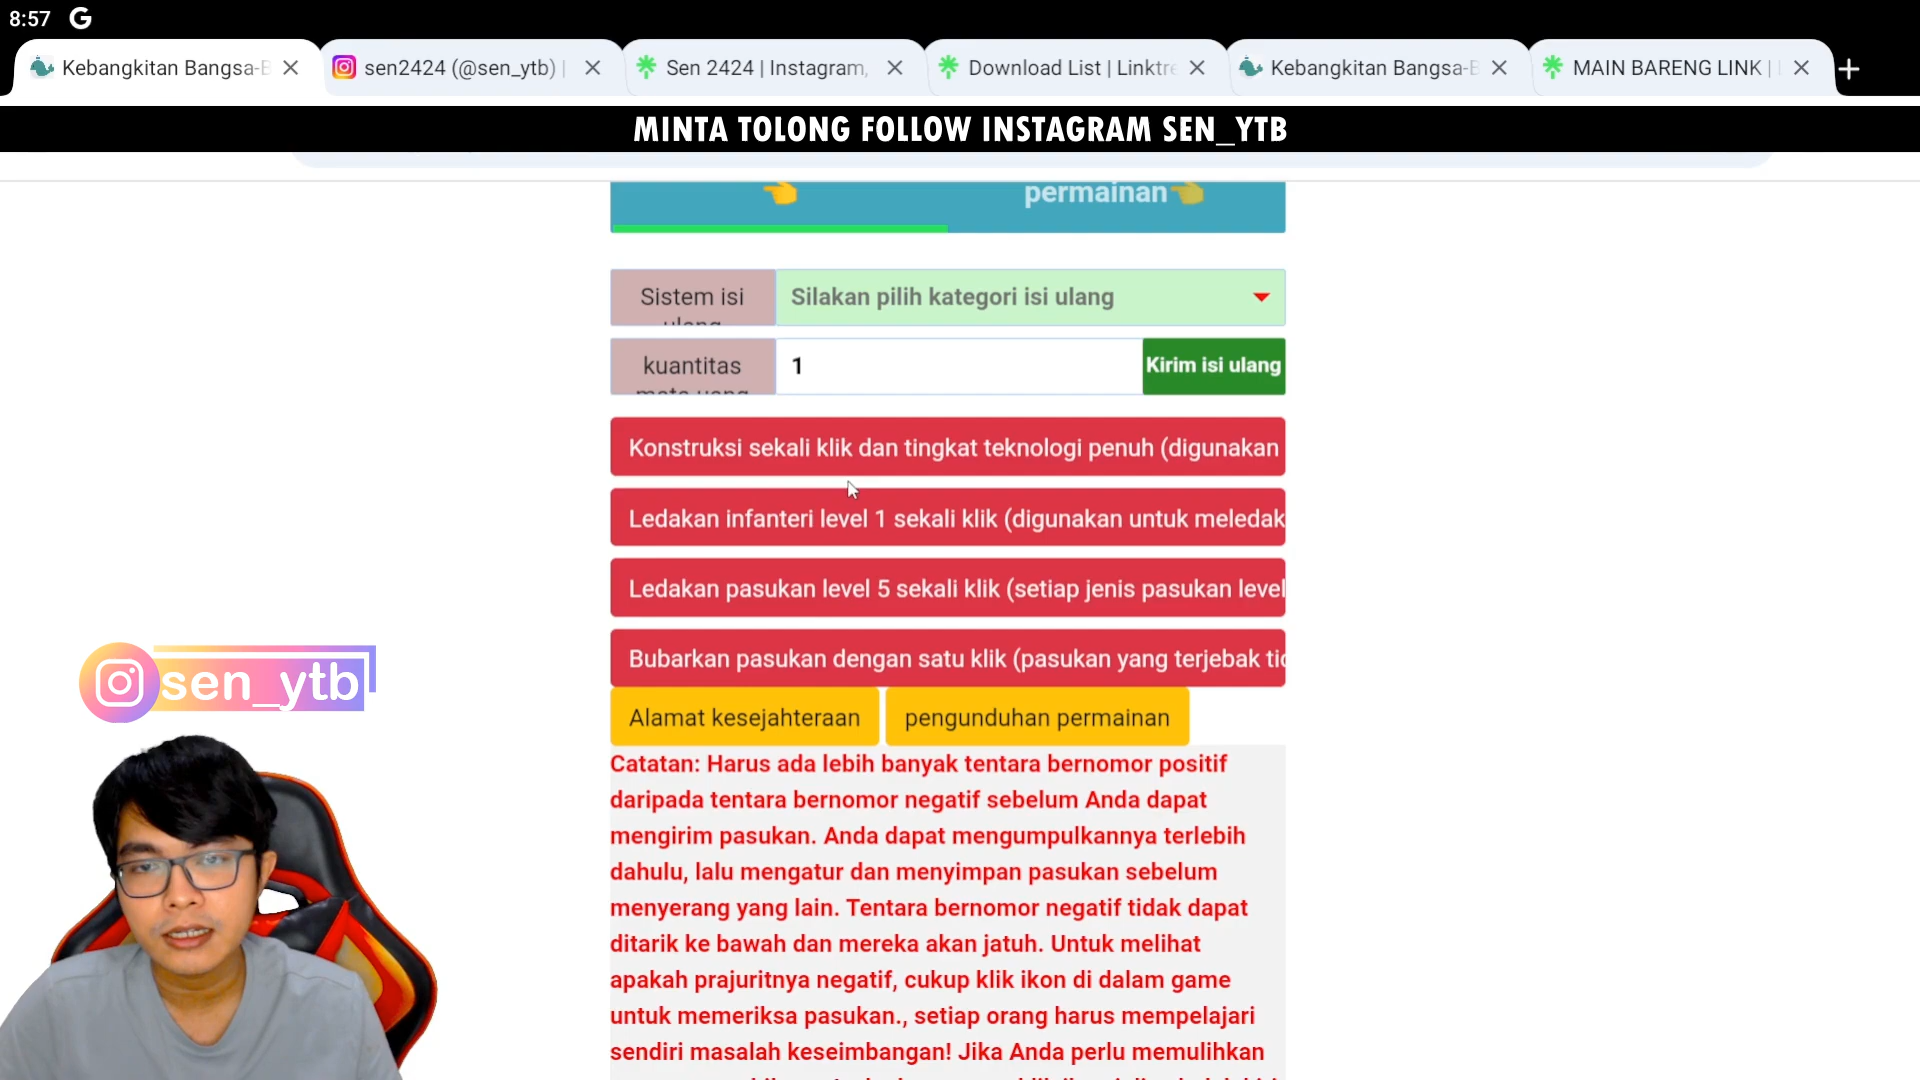 8:57 G
Kebangkitan Bangsa-B
sen2424 (@sen_ytb) |
Sen 2424 | Instagram,
Download List | Linktre
Kebangkitan Bangsa-B
MAIN BARENG LINK |
MINTA TOLONG FOLLOW INSTAGRAM SEN_YTB
permainan
Sistem isi
ulang
Silakan pilih kategori isi ulang
kuantitas
mata uang
1
Kirim isi ulang
Konstruksi sekali klik dan tingkat teknologi penuh (digunakan
Ledakan infanteri level 1 sekali klik (digunakan untuk meledak
Ledakan pasukan level 5 sekali klik (setiap jenis pasukan level
Bubarkan pasukan dengan satu klik (pasukan yang terjebak
Alamat kesejahteraan
pengunduhan permainan
sen_ytb
Catatan: Harus ada lebih banyak tentara bernomor positif
daripada tentara bernomor negatif sebelum Anda dapat
mengirim pasukan. Anda dapat mengumpulkannya terlebih
dahulu, lalu mengatur dan menyimpan pasukan sebelum
menyerang yang lain. Tentara bernomor negatif tidak dapat
ditarik ke bawah dan mereka akan jatuh. Untuk melihat
apakah prajuritnya negatif, cukup klik ikon di dalam game
untuk memeriksa pasukan., setiap orang harus mempelajari
sendiri masalah keseimbangan! Jika Anda perlu memulihkan